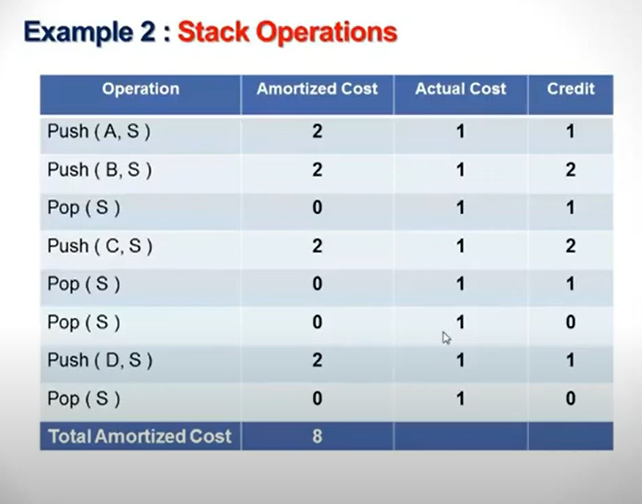 Example 2 : Stack Operations
Operation Amortized Cost Actual Cost Credit
Push ( A, S ) 2 1 1
Push ( B, S ) 2 1 2
Pop ( S ) 0 1 1
Push ( C, S ) 2 1 2
Pop ( S ) 0 1 1
Pop ( S ) 0 1 0
Push ( D, S ) 2 1 1
Pop ( S ) 0 1 0
Total Amortized Cost 8